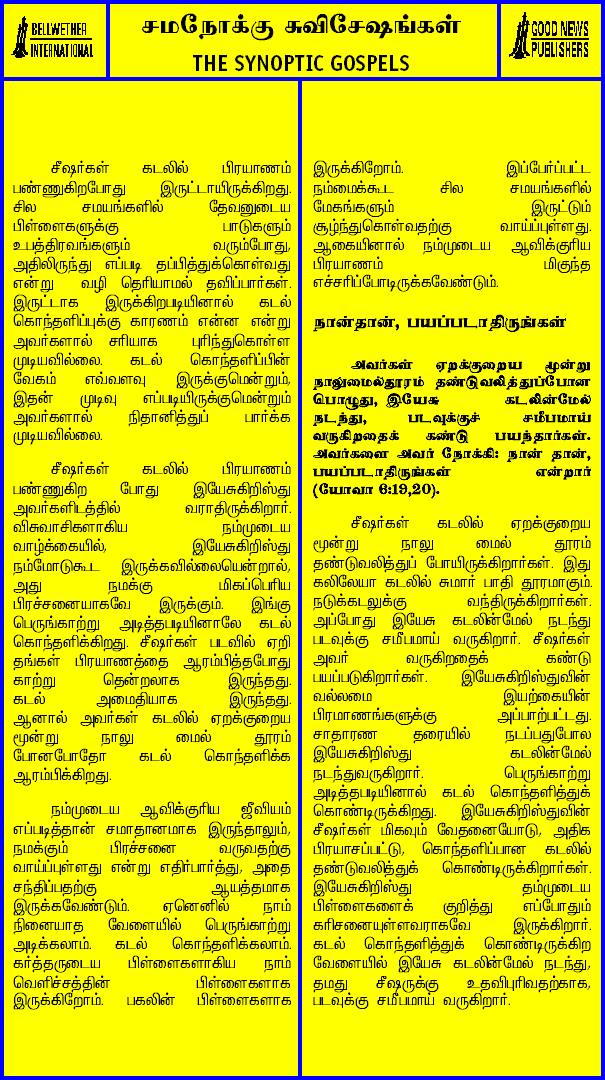 BELLWETHER
INTERNATIONAL
சமநோக்கு சுவிசேஷங்கள்
THE SYNOPTIC GOSPELS
GOOD NEWS
PUBLISHERS
சீஷர்கள் கடலில் பிரயாணம்
பண்ணுகிறபோது இருட்டாயிருக்கிறது.
சில சமயங்களில் தேவனுடைய
பிள்ளைகளுக்கு பாடுகளும்
உபத்திரவங்களும் வரும்போது,
அதிலிருந்து எப்படி தப்பித்துக்கொள்வது
என்று வழி தெரியாமல் தவிப்பார்கள்.
இருட்டாக இருக்கிறபடியினால் கடல்
கொந்தளிப்புக்கு காரணம் என்ன என்று
அவர்களால் சரியாக புரிந்துகொள்ள
முடியவில்லை. கடல் கொந்தளிப்பின்
வேகம் எவ்வளவு இருக்குமென்றும்,
இதன் முடிவு எப்படியிருக்குமென்றும்
அவர்களால் நிதானித்துப் பார்க்க
முடியவில்லை.
சீஷர்கள் கடலில் பிரயாணம்
பண்ணுகிற போது இயேசுகிறிஸ்து
அவர்களிடத்தில் வராதிருக்கிறார்.
விசுவாசிகளாகிய நம்முடைய
வாழ்க்கையில், இயேசுகிறிஸ்து
நம்மோடுகூட இருக்கவில்லையென்றால்,
அது நமக்கு மிகப்பெரிய
பிரச்சனையாகவே இருக்கும். இங்கு
பெருங்காற்று அடித்தபடியினாலே கடல்
கொந்தளிக்கிறது. சீஷர்கள் படவில் ஏறி
தங்கள் பிரயாணத்தை ஆரம்பித்தபோது
காற்று தென்றலாக இருந்தது.
கடல் அமைதியாக இருந்தது.
ஆனால் அவர்கள் கடலில் ஏறக்குறைய
மூன்று நாலு மைல் தூரம்
போனபோதோ கடல் கொந்தளிக்க
ஆரம்பிக்கிறது.
நம்முடைய ஆவிக்குரிய ஜீவியம்
எப்படித்தான் சமாதானமாக இருந்தாலும்,
நமக்கும் பிரச்சனை வருவதற்கு
வாய்ப்புள்ளது என்று எதிர்பார்த்து, அதை
சந்திப்பதற்கு ஆயத்தமாக
இருக்கவேண்டும். ஏனெனில் நாம்
நினையாத வேளையில் பெருங்காற்று
அடிக்கலாம். கடல் கொந்தளிக்கலாம்.
கர்த்தருடைய பிள்ளைகளாகிய நாம்
வெளிச்சத்தின் பிள்ளைகளாக
இருக்கிறோம். பகலின் பிள்ளைகளாக
இருக்கிறோம். இப்பேர்ப்பட்ட
நம்மைக்கூட சில சமயங்களில்
மேகங்களும் இருட்டும்
சூழ்ந்துகொள்வதற்கு வாய்ப்புள்ளது.
ஆகையினால் நம்முடைய ஆவிக்குரிய
பிரயாணம் மிகுந்த
எச்சரிப்போடிருக்கவேண்டும்.
நான்தான், பயப்படாதிருங்கள்
அவர்கள் ஏறக்குறைய மூன்று
நாலுமைல்தூரம் தண்டுவலித்துப்போன
பொழுது, இயேசு கடலின்மேல்
நடந்து, படவுக்குச் சமீபமாய்
வருகிறதைக் கண்டு பயந்தார்கள்.
அவர்களை அவர் நோக்கி: நான் தான்,
பயப்படாதிருங்கள் என்றார்
(யோவா 6:19,20).
சீஷர்கள் கடலில் ஏறக்குறைய
மூன்று நாலு மைல் தூரம்
தண்டுவலித்துப் போயிருக்கிறார்கள். இது
கலிலேயா கடலில் சுமார் பாதி தூரமாகும்.
நடுக்கடலுக்கு வந்திருக்கிறார்கள்.
அப்போது இயேசு கடலின்மேல் நடந்து
படவுக்கு சமீபமாய் வருகிறார். சீஷர்கள்
அவர் வருகிறதைக் கண்டு
பயப்படுகிறார்கள். இயேசுகிறிஸ்துவின்
வல்லமை இயற்கையின்
பிரமாணங்களுக்கு அப்பாற்பட்டது.
சாதாரண தரையில் நடப்பதுபோல
இயேசுகிறிஸ்து கடலின்மேல்
நடந்துவருகிறார். பெருங்காற்று
அடித்தபடியினால் கடல் கொந்தளித்துக்
கொண்டிருக்கிறது. இயேசுகிறிஸ்துவின்
சீஷர்கள் மிகவும் வேதனையோடு, அதிக
பிரயாசப்பட்டு, கொந்தளிப்பான கடலில்
தண்டுவலித்துக் கொண்டிருக்கிறார்கள்.
இயேசுகிறிஸ்து தம்முடைய
பிள்ளைகளைக் குறித்து எப்போதும்
கரிசனையுள்ளவராகவே இருக்கிறார்.
கடல் கொந்தளித்துக் கொண்டிருக்கிற
வேளையில் இயேசு கடலின்மேல் நடந்து,
தமது சீஷருக்கு உதவிபுரிவதற்காக,
படவுக்கு சமீபமாய் வருகிறார்.